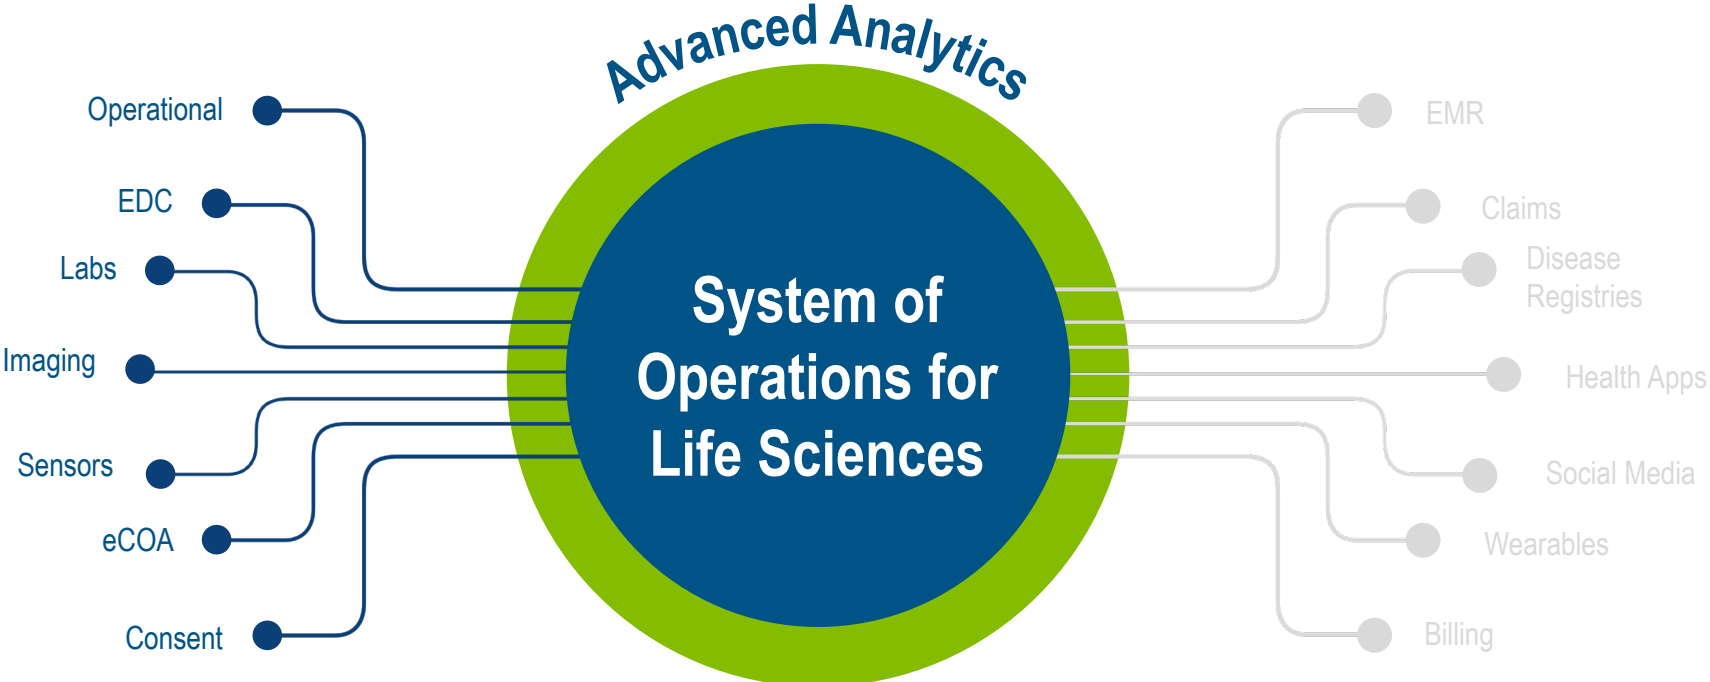 Advanced Analytics
Operational
EDC
Labs
Imaging
Sensors
eCOA
Consent
System of
Operations for
Life Sciences
EMR
Claims
Disease
Registries
Health Apps
Social Media
Wearables
Billing